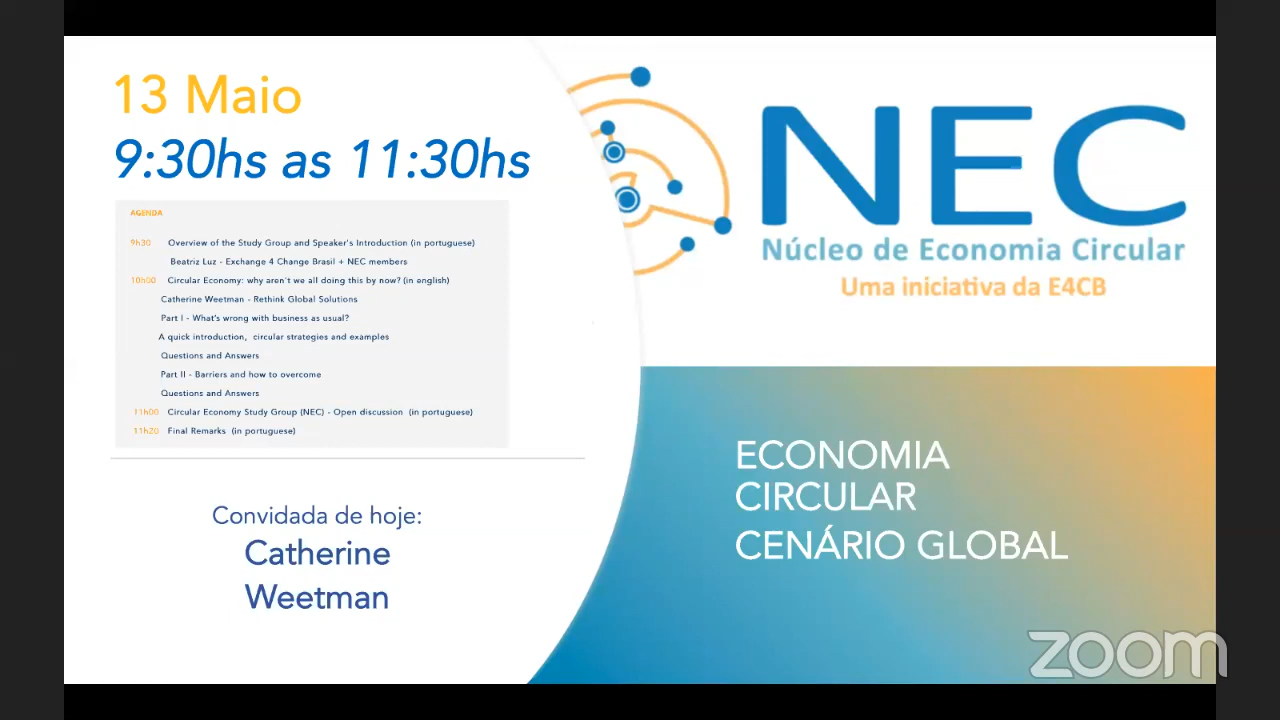 13 Maio
9:30hs as 11:30hs
AGENDA
9h30 Overview of the Study Group and Speaker's Introduction (in portuguese)
Beatriz Luz - Exchange 4 Change Brasil + NEC members
10h00 Circular Economy: why aren't we all doing this by now? (in english)
Catherine Weetman - Rethink Global Solutions
Part I - What's wrong with business as usual?
A quick introduction, circular strategies and examples
Questions and Answers
Part II - Barriers and how to overcome
Questions and Answers
11h00 Circular Economy Study Group (NEC) - Open discussion (in portuguese)
11h20 Final Remarks (in portuguese)
Convidada de hoje:
Catherine
Weetman
NEC
Núcleo de Economia Circular
Uma iniciativa da E4CB
ECONOMIA
CIRCULAR
CENÁRIO GLOBAL
zoom